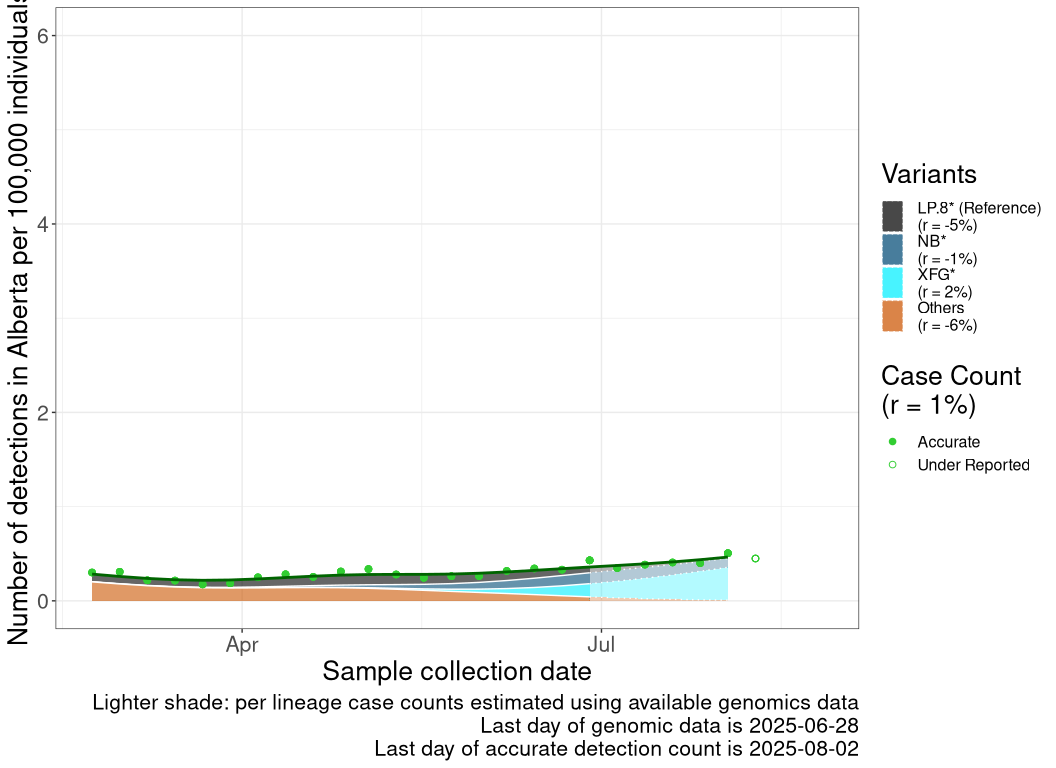 Number of detections in Alberta per 100,000 individuals
6
4
2
0
Apr
Jul
Sample collection date
Lighter shade: per lineage case counts estimated using available genomics data
Last day of genomic data is 2025-06-28
Last day of accurate detection count is 2025-08-02
Variants
LP.8* (Reference)
(r = -5%)
NB*
(r = -1%)
XFG*
(r = 2%)
Others
(r = -6%)
Case Count
(r = 1%)
Accurate
Under Reported